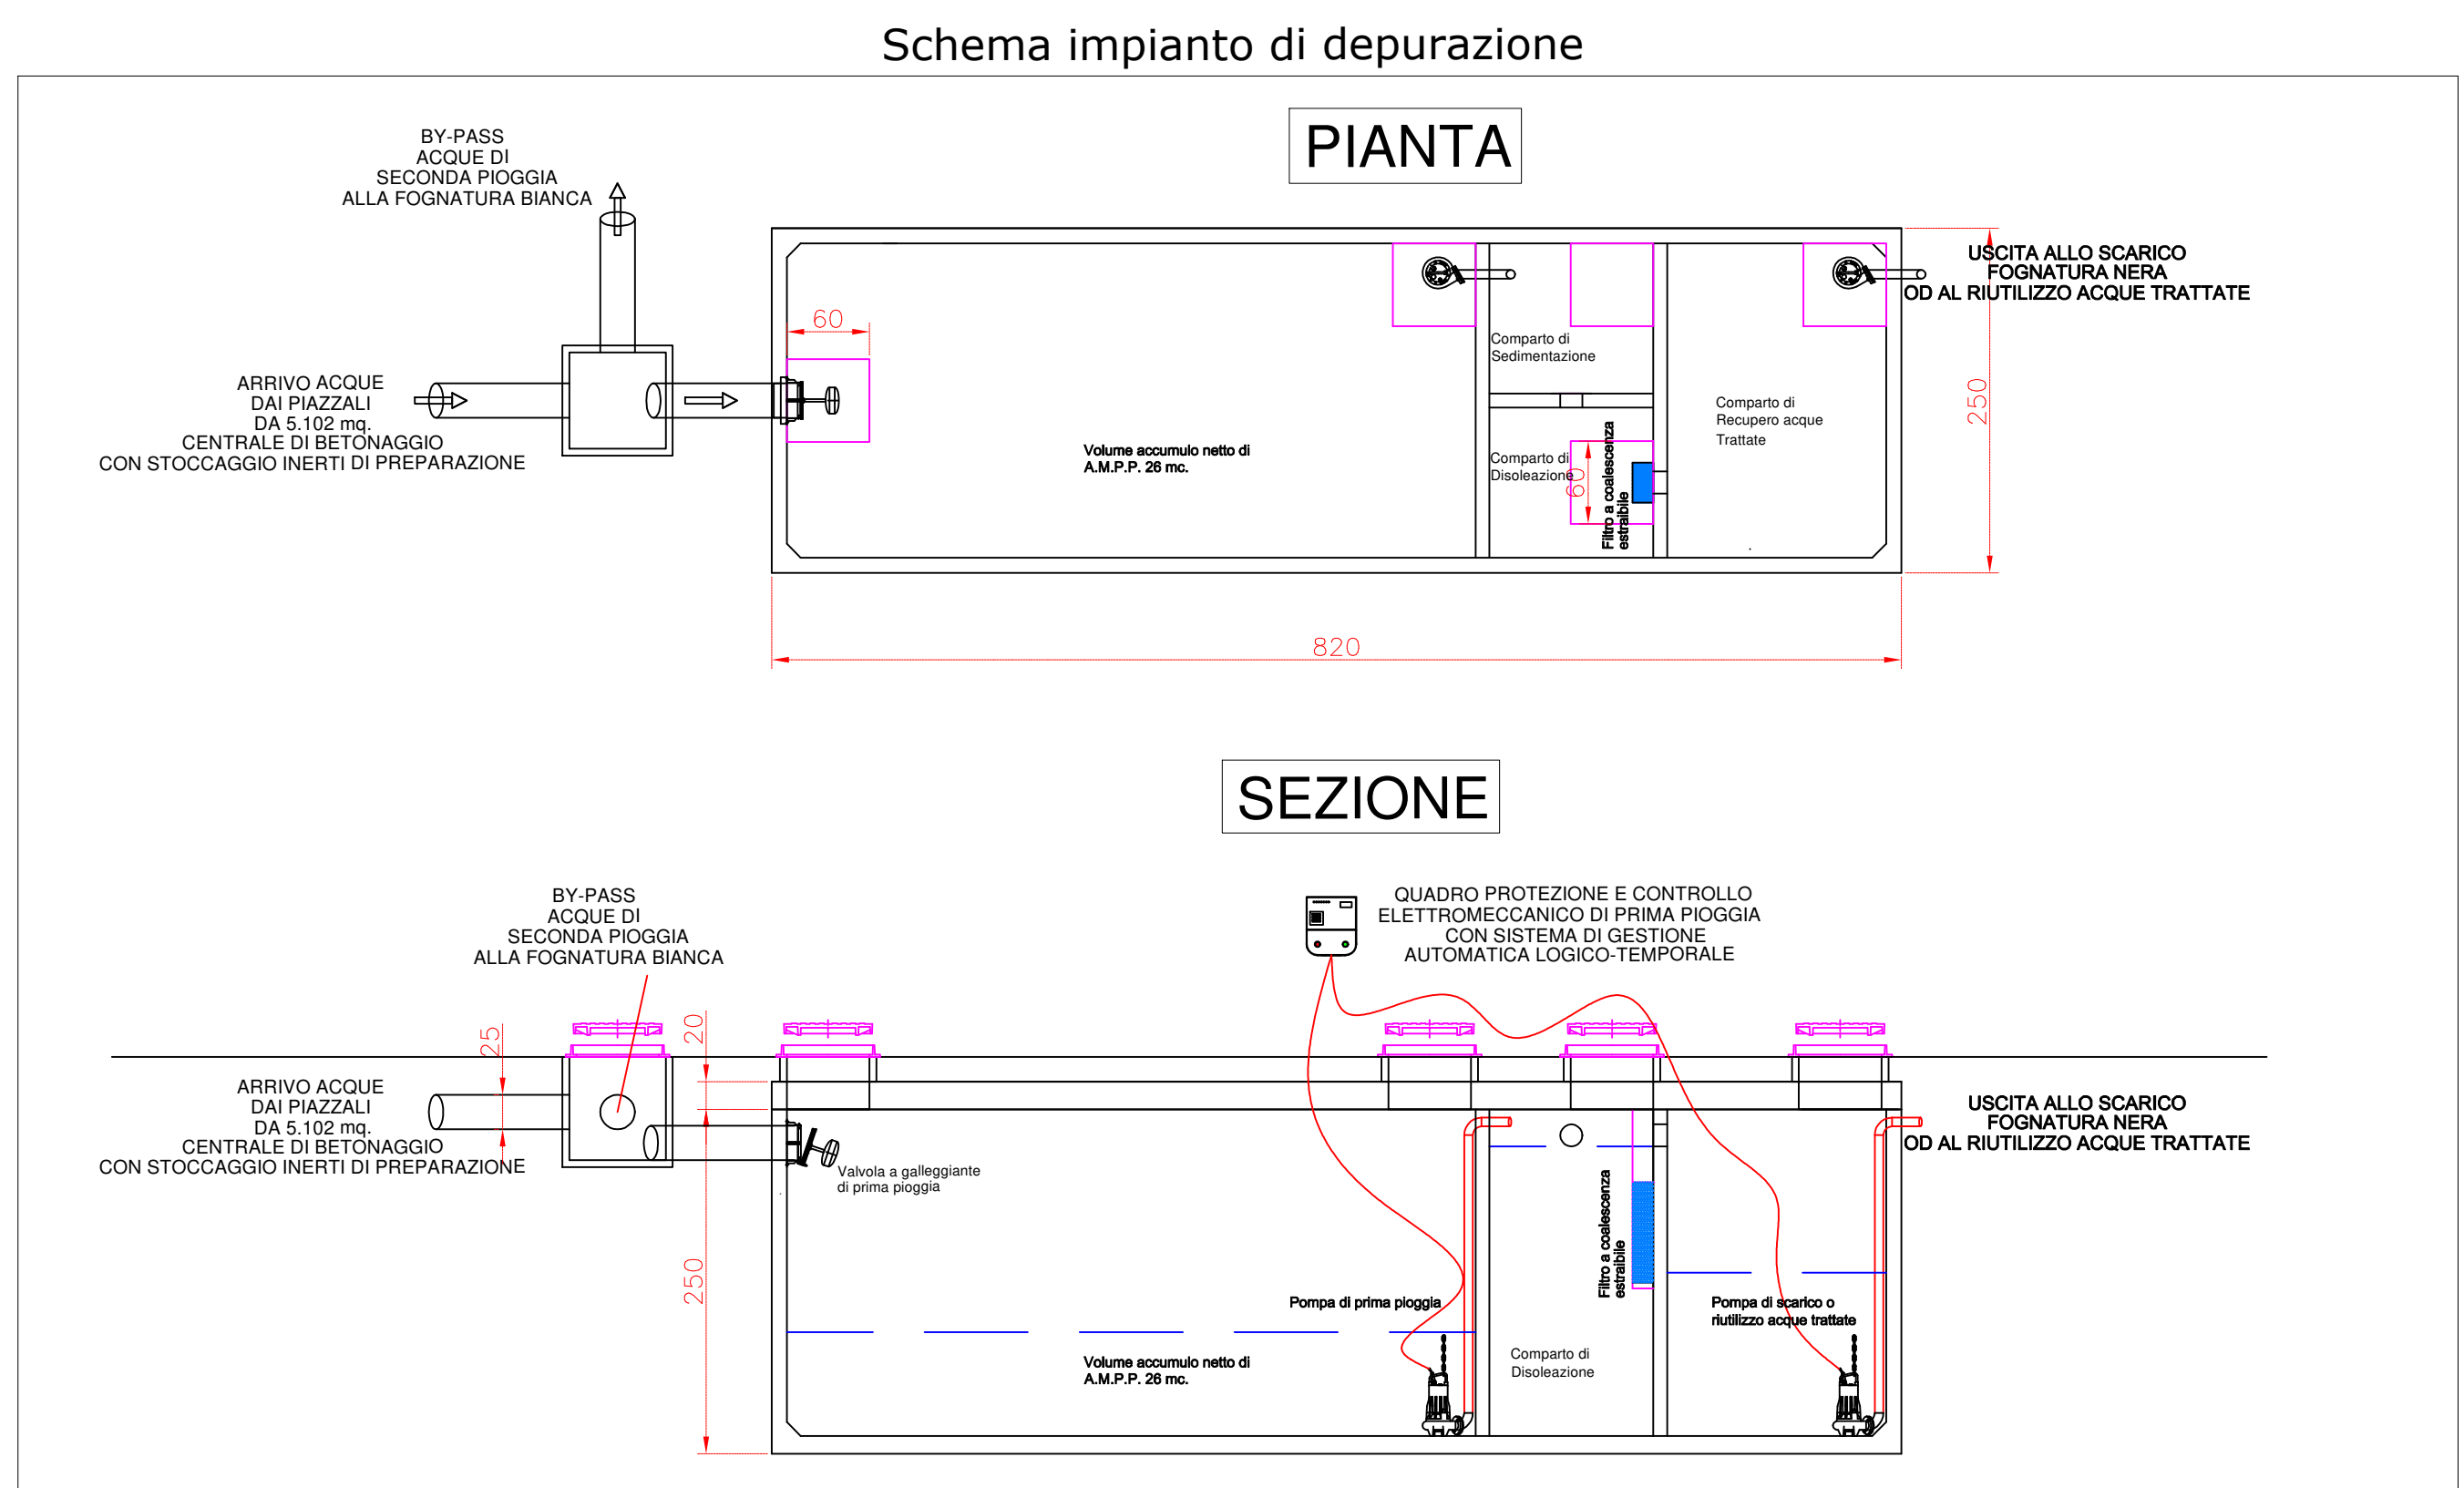 Schema impianto di depurazione
PIANTA
BY-PASS
ACQUE DI
SECONDA PIOGGIA
ALLA FOGNATURA BIANCA
ARRIVO ACQUE
DAI PIAZZALI
DA 5.102 mq.
CENTRALE DI BETONAGGIO
CON STOCCAGGIO INERTI DI PREPARAZIONE
60
Volume accumulo netto di
A.M.P.P. 26 mc.
Comparto di
Sedimentazione
Comparto di
Disoleazione
60
Filtro a coalescenza
estraibile
Comparto di
Recupero acque
Trattate
USCITA ALLO SCARICO
FOGNATURA NERA
OD AL RIUTILIZZO ACQUE TRATTATE
250
820
SEZIONE
BY-PASS
ACQUE DI
SECONDA PIOGGIA
ALLA FOGNATURA BIANCA
QUADRO PROTEZIONE E CONTROLLO
ELETTROMECCANICO DI PRIMA PIOGGIA
CON SISTEMA DI GESTIONE
AUTOMATICA LOGICO-TEMPORALE
25
20
ARRIVO ACQUE
DAI PIAZZALI
DA 5.102 mq.
CENTRALE DI BETONAGGIO
CON STOCCAGGIO INERTI DI PREPARAZIONE
Valvola a galleggiante
di prima pioggia
250
Pompa di prima pioggia
Volume accumulo netto di
A.M.P.P. 26 mc.
Filtro a coalescenza
estraibile
Comparto di
Disoleazione
Pompa di scarico o
riutilizzo acque trattate
USCITA ALLO SCARICO
FOGNATURA NERA
OD AL RIUTILIZZO ACQUE TRATTATE